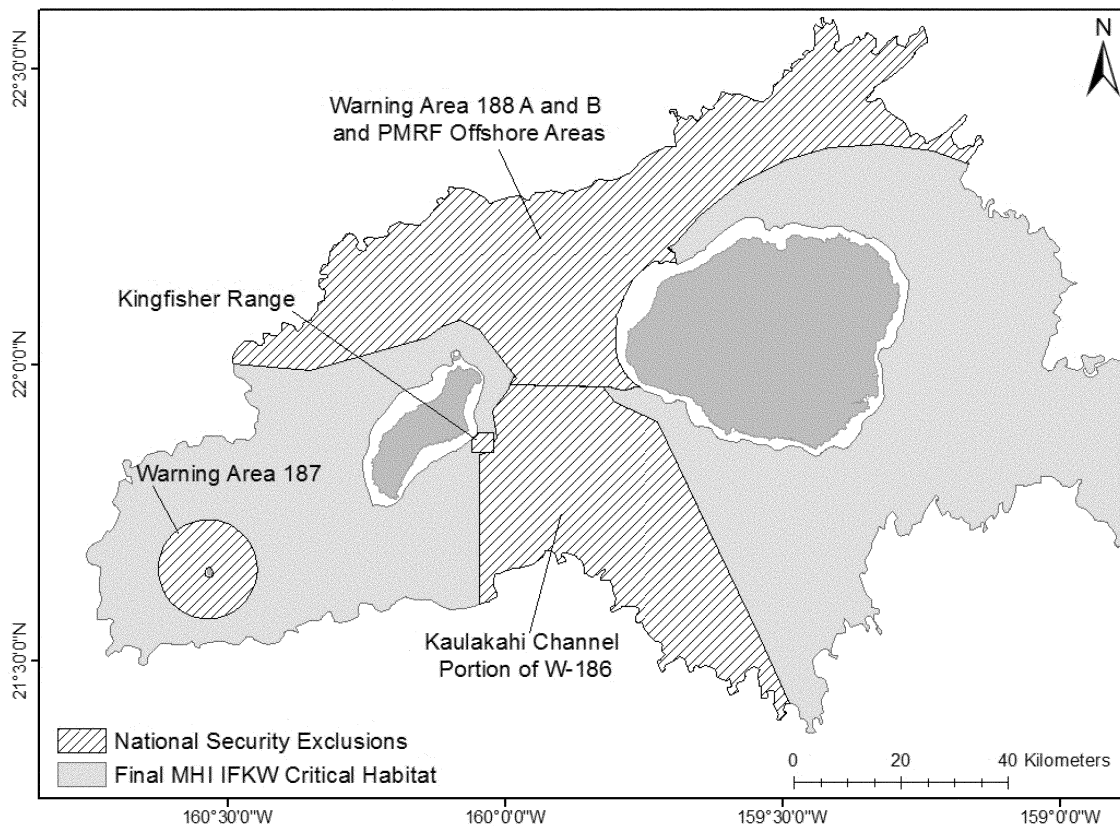 N
22°30'0"N
Warning Area 188 A and B
and PMRF Offshore Areas
Kingfisher Range
22°0'0"N
Warning Area 187
Kaulakahi Channel
Portion of W-186
21°30'0"N
National Security Exclusions
Final MHI IFKW Critical Habitat
0 20 40 Kilometers
160°30'0"W 160°0'0"W 159°30'0"W 159°0'0"W